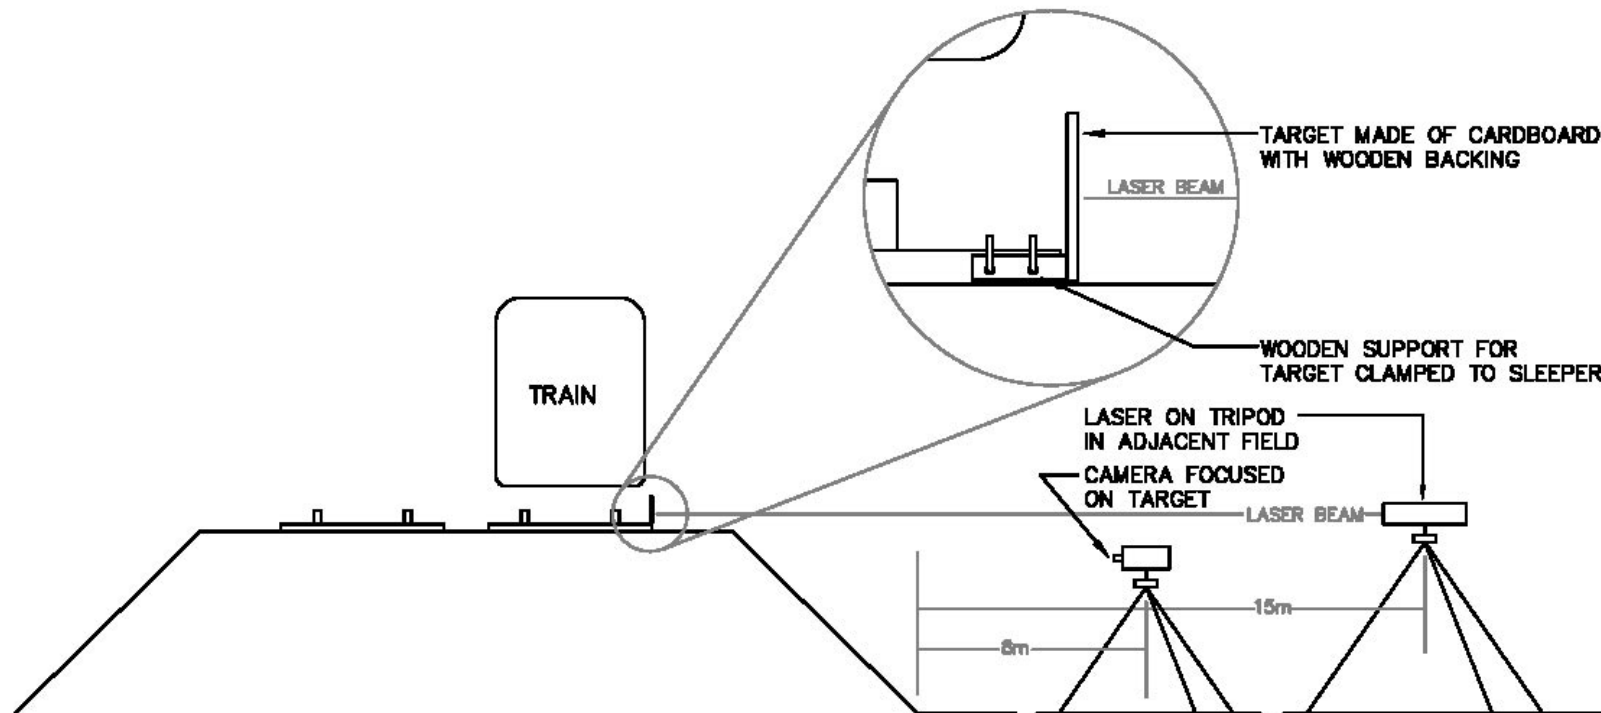 TARGET MADE OF CARDBOARD
WITH WOODEN BACKING
LASER BEAM
WOODEN SUPPORT FOR
TARGET CLAMPED TO SLEEPER
TRAIN
LASER ON TRIPOD
IN ADJACENT FIELD
CAMERA FOCUSED
ON TARGET
LASER BEAM
15m